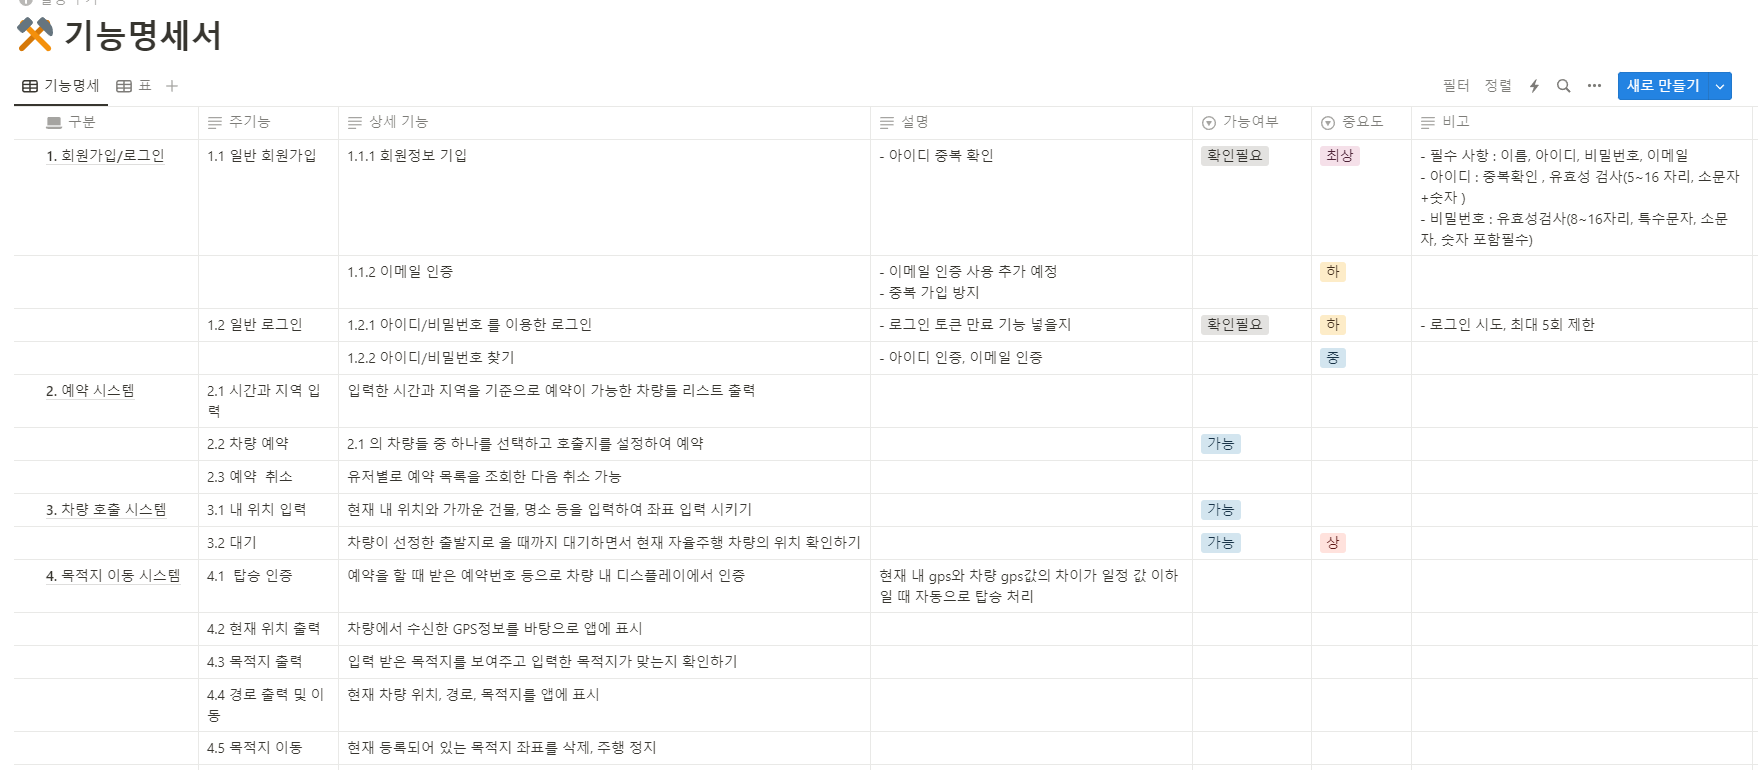 기능명세서
기능명세 표
필터 정렬 새로 만들기
구분 주기능 상세 기능 설명 가능여부 중요도 비고
1. 회원가입/로그인 1.1 일반 회원가입 1.1.1 회원정보 기입 - 아이디 중복 확인 확인필요 최상 - 필수 사항 : 이름, 아이디, 비밀번호, 이메일
- 아이디 : 중복확인 , 유효성 검사(5~16 자리, 소문자
+숫자 )
- 비밀번호 : 유효성검사(8~16자리, 특수문자, 소문
자, 숫자 포함필수)
1.1.2 이메일 인증 - 이메일 인증 사용 추가 예정 하
- 중복 가입 방지
1.2 일반 로그인 1.2.1 아이디/비밀번호 를 이용한 로그인 - 로그인 토큰 만료 기능 넣을지 확인필요 하 - 로그인 시도, 최대 5회 제한
1.2.2 아이디/비밀번호 찾기 - 아이디 인증, 이메일 인증 중
2. 예약 시스템 2.1 시간과 지역 입 입력한 시간과 지역을 기준으로 예약이 가능한 차량들 리스트 출력
력
2.2 차량 예약 2.1 의 차량들 중 하나를 선택하고 호출지를 설정하여 예약 가능
2.3 예약  취소 유저별로 예약 목록을 조회한 다음 취소 가능
3. 차량 호출 시스템 3.1 내 위치 입력 현재 내 위치와 가까운 건물, 명소 등을 입력하여 좌표 입력 시키기 가능
3.2 대기 차량이 선정한 출발지로 올 때까지 대기하면서 현재 자율주행 차량의 위치 확인하기 가능 상
4. 목적지 이동 시스템 4.1  탑승 인증 예약을 할 때 받은 예약번호 등으로 차량 내 디스플레이에서 인증 현재 내 gps와 차량 gps값의 차이가 일정 값 이하
일 때 자동으로 탑승 처리
4.2 현재 위치 출력 차량에서 수신한 GPS정보를 바탕으로 앱에 표시
4.3 목적지 출력 입력 받은 목적지를 보여주고 입력한 목적지가 맞는지 확인하기
4.4 경로 출력 및 이 현재 차량 위치, 경로, 목적지를 앱에 표시
동
4.5 목적지 이동 현재 등록되어 있는 목적지 좌표를 삭제, 주행 정지